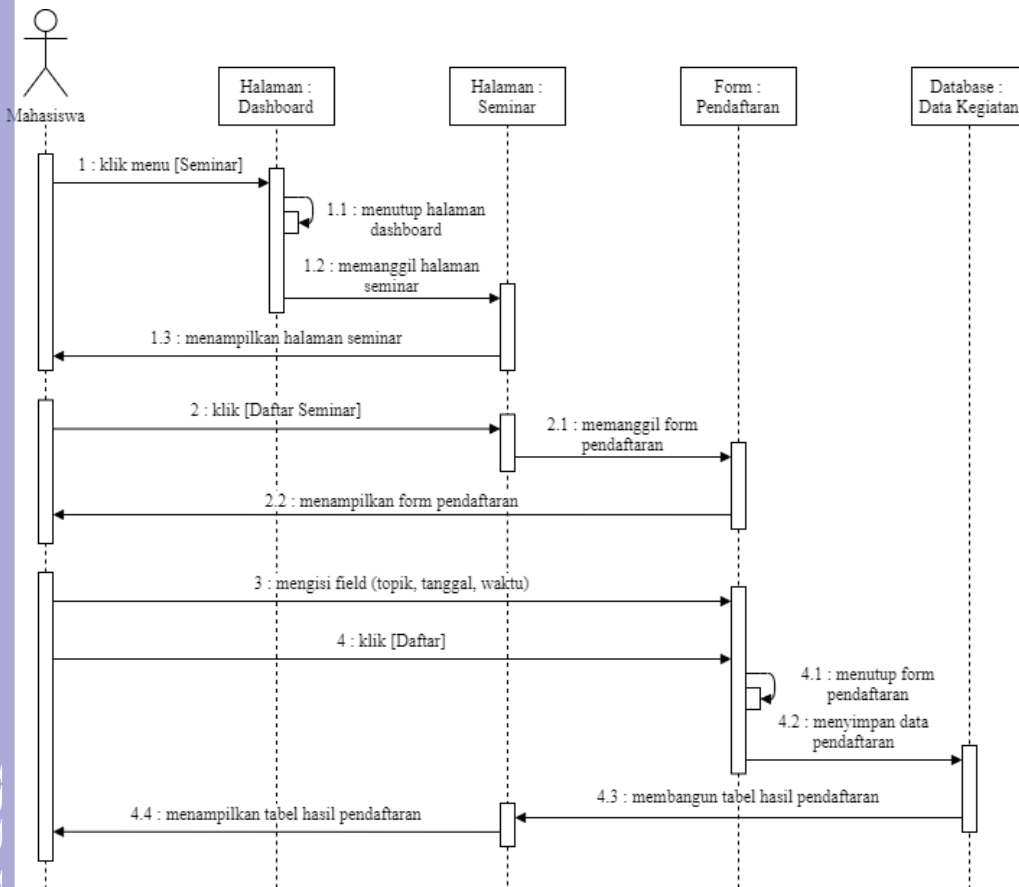 Mahasiswa
Halaman :
Dashboard
Halaman :
Seminar
Form :
Pendaftaran
Database :
Data Kegiatan
1 : klik menu [Seminar]
1.1 : menutup halaman
dashboard
1.2 : memanggil halaman
seminar
1.3 : menampilkan halaman seminar
2 : klik [Daftar Seminar]
2.1 : memanggil form
pendaftaran
2.2 : menampilkan form pendaftaran
3 : mengisi field (topik, tanggal, waktu)
4 : klik [Daftar]
4.1 : menutup form
pendaftaran
4.2 : menyimpan data
pendaftaran
4.3 : membangun tabel hasil pendaftaran
4.4 : menampilkan tabel hasil pendaftaran